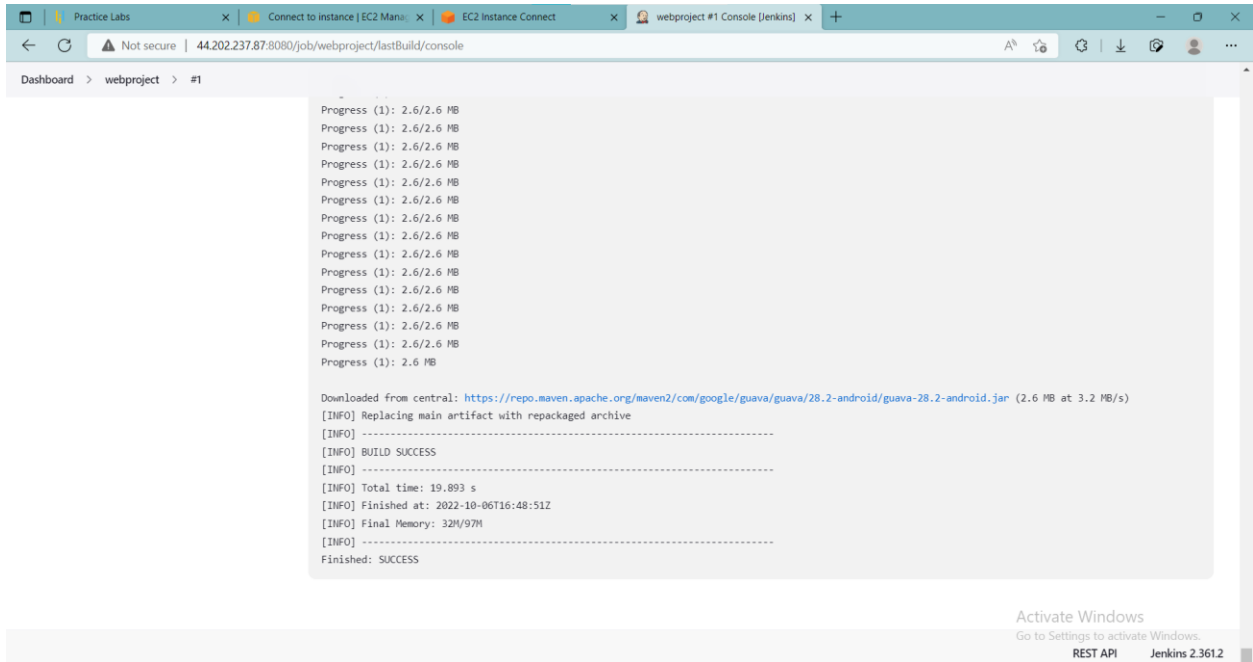 Practice Labs
Connect to instance | EC2 Manag
EC2 Instance Connect
webproject #1 Console [Jenkins]
Not secure | 44.202.237.87:8080/job/webproject/lastBuild/console
Dashboard > webproject > #1
Progress (1): 2.6/2.6 MB
Progress (1): 2.6/2.6 MB
Progress (1): 2.6/2.6 MB
Progress (1): 2.6/2.6 MB
Progress (1): 2.6/2.6 MB
Progress (1): 2.6/2.6 MB
Progress (1): 2.6/2.6 MB
Progress (1): 2.6/2.6 MB
Progress (1): 2.6/2.6 MB
Progress (1): 2.6/2.6 MB
Progress (1): 2.6/2.6 MB
Progress (1): 2.6/2.6 MB
Progress (1): 2.6/2.6 MB
Progress (1): 2.6/2.6 MB
Progress (1): 2.6 MB
Downloaded from central: https://repo.maven.apache.org/maven2/com/google/guava/guava/28.2-android/guava-28.2-android.jar (2.6 MB at 3.2 MB/s)
[INFO] Replacing main artifact with repackaged archive
[INFO] ------------------------------------------------------------------------
[INFO] BUILD SUCCESS
[INFO] ------------------------------------------------------------------------
[INFO] Total time: 19.893 s
[INFO] Finished at: 2022-10-06T16:48:51Z
[INFO] Final Memory: 32M/97M
[INFO] ------------------------------------------------------------------------
Finished: SUCCESS
Activate Windows
Go to Settings to activate Windows.
REST API Jenkins 2.361.2